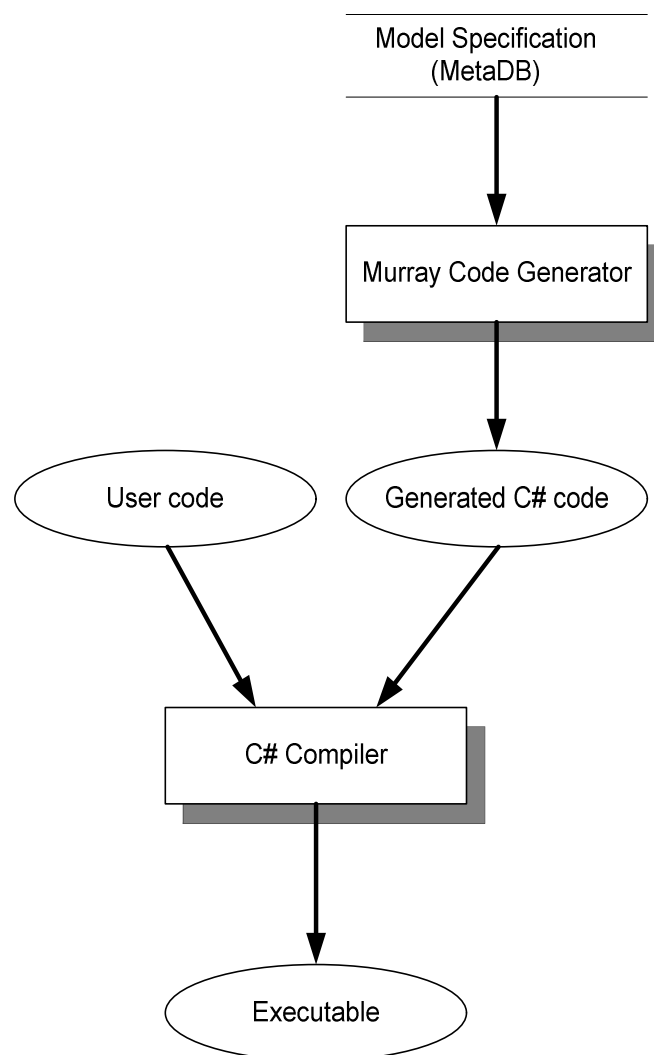 Model Specification
(MetaDB)
Murray Code Generator
User code
Generated C# code
C# Compiler
Executable